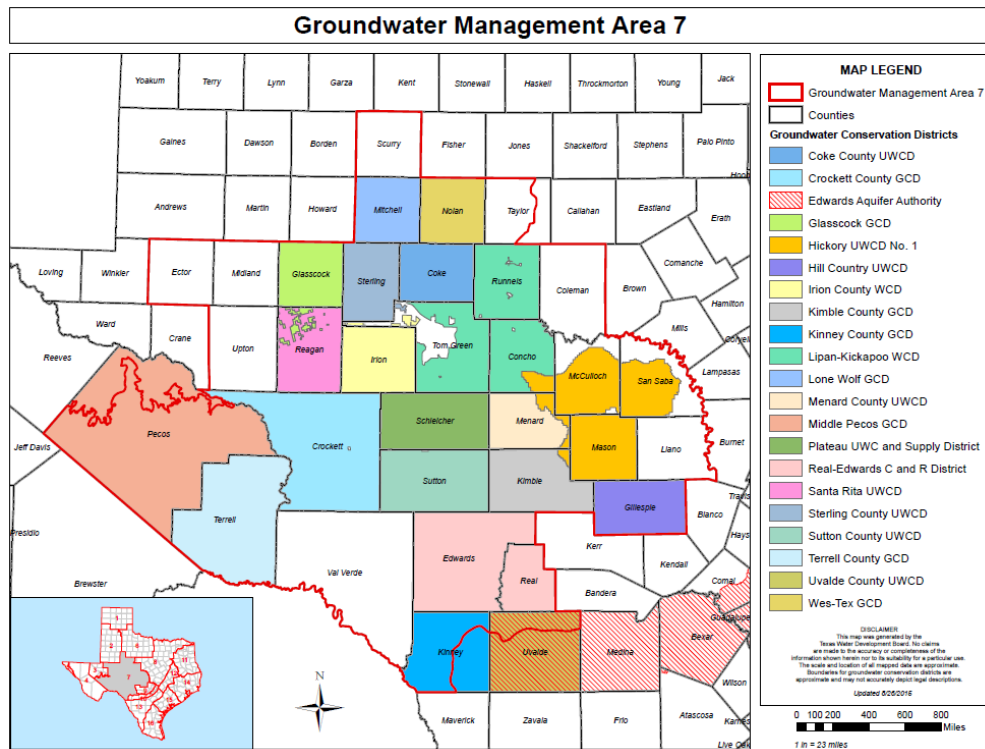 Groundwater Management Area 7
Yoakum
Terry
Lynn
Garza
Kent
Stonewall
Haskell
Throckmorton
Young
Jack
Gaines
Dawson
Borden
Scurry
Fisher
Jones
Shackelford
Stephens
Palo Pinto
Andrews
Martin
Howard
Mitchell
Nolan
Taylor
Callahan
Eastland
Erath
Loving
Winkler
Ector
Midland
Glasscock
Sterling
Coke
Runnels
Coleman
Brown
Comanche
Hamilton
Ward
Crane
Upton
Reagan
Irion
Tom Green
Concho
McCulloch
San Saba
Mills
Coryell
Lampasas
Reeves
Jeff Davis
Pecos
Crockett
Schleicher
Menard
Mason
Llano
Burnet
Sutton
Kimble
Gillespie
Blanco
Travis
Hays
Presidio
Terrell
Brewster
Val Verde
Edwards
Real
Kerr
Kendall
Bandera
Comal
Guadalupe
Kinney
Uvalde
Medina
Bexar
Wilson
Maverick
Zavala
Frio
Atascosa
Karnes
Live Oak
N
MAP LEGEND
Groundwater Management Area 7
Counties
Groundwater Conservation Districts
Coke County UWCD
Crockett County GCD
Edwards Aquifer Authority
Glasscock GCD
Hickory UWCD No. 1
Hill Country UWCD
Irion County WCD
Kimble County GCD
Kinney County GCD
Lipan-Kickapoo WCD
Lone Wolf GCD
Menard County UWCD
Middle Pecos GCD
Plateau UWC and Supply District
Real-Edwards C and R District
Santa Rita UWCD
Sterling County UWCD
Sutton County UWCD
Terrell County GCD
Uvalde County UWCD
Wes-Tex GCD
DISCLAIMER
This map was generated by the
Texas Water Development Board. No claims
are made to the accuracy or completeness of the
information shown herein nor to its suitability for a particular use.
The scale and location of all mapped data are approximate.
Boundaries for groundwater conservation districts are
approximate and may not accurately depict legal descriptions.
Updated 8/26/2016
0 100 200 400 600 800
Miles
1 in = 23 miles